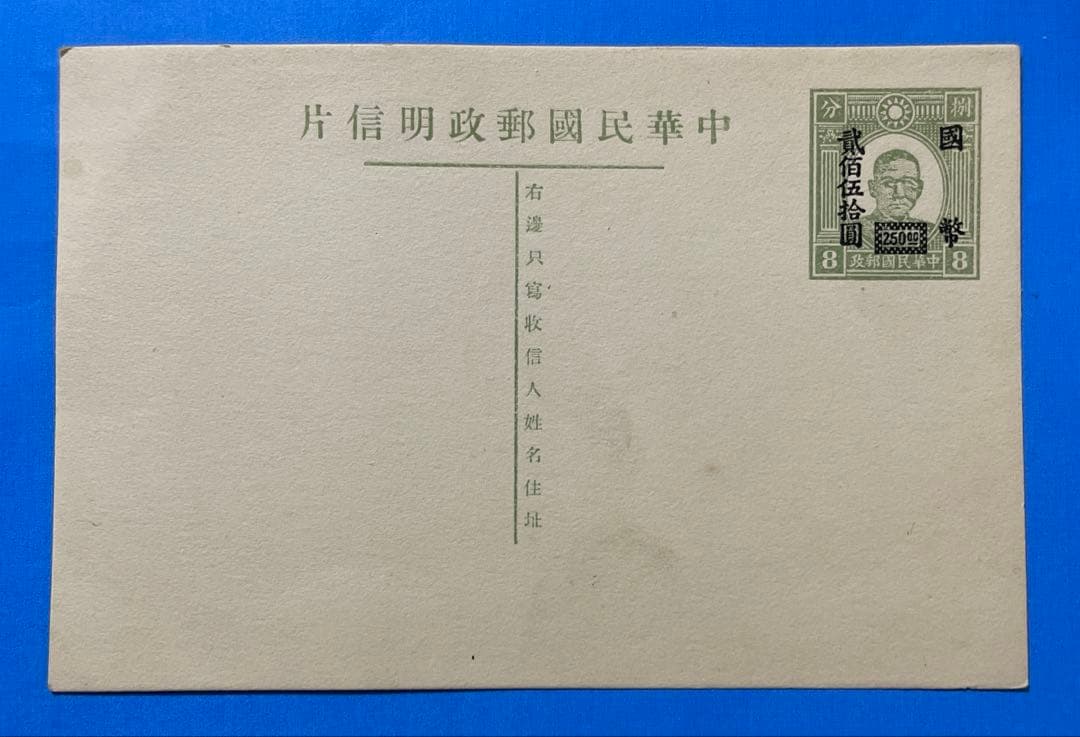 中華民國郵政明信片
右邊只寫收信人姓名住址
捌分
國幣
貳佰伍拾圓
250.00
8 中華民國郵政 8